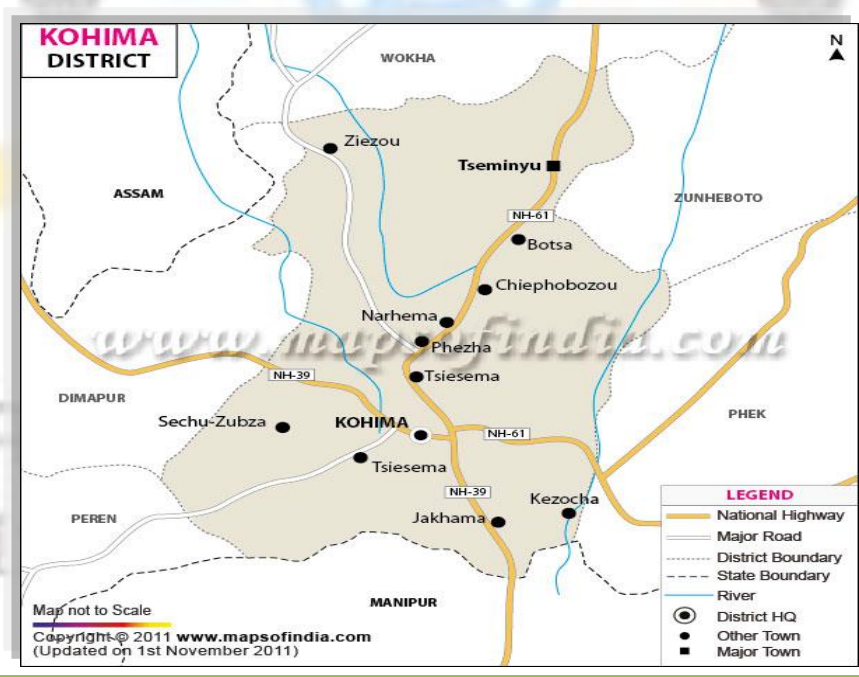 KOHIMA
DISTRICT
WOKHA
N
Ziezou
Tseminyu
ASSAM
ZUNHEBOTO
NH-61
Botsa
Chiephobozou
Narhema
www.mapsofindia.com
Phezha
NH-39
Tsiesema
DIMAPUR
PHEK
Sechu-Zubza
KOHIMA
NH-61
Tsiesema
NH-39
Kezocha
PEREN
Jakhama
MANIPUR
LEGEND
National Highway
Major Road
District Boundary
State Boundary
River
District HQ
Other Town
Major Town
Map not to Scale
Copyright © 2011 www.mapsofindia.com
(Updated on 1st November 2011)